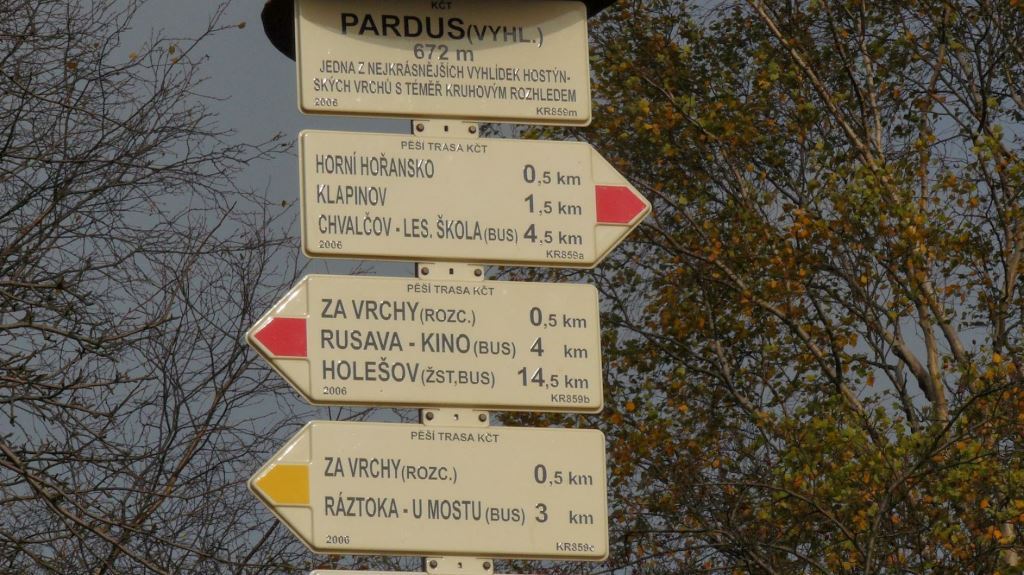 KČT
PARDUS(VYHL.)
672 m
JEDNA Z NEJKRÁSNĚJŠÍCH VYHLÍDEK HOSTÝN-
SKÝCH VRCHŮ S TÉMĚŘ KRUHOVÝM ROZHLEDEM
2006 KR859m
PĚŠÍ TRASA KČT
HORNÍ HOŘANSKO 0,5 km
KLAPINOV 1,5 km
CHVALČOV - LES. ŠKOLA(BUS) 4,5 km
2006 KR859a
PĚŠÍ TRASA KČT
ZA VRCHY(ROZC.) 0,5 km
RUSAVA - KINO(BUS) 4 km
HOLEŠOV(ŽST,BUS) 14,5 km
2006 KR859b
PĚŠÍ TRASA KČT
ZA VRCHY(ROZC.) 0,5 km
RÁZTOKA - U MOSTU(BUS) 3 km
2006 KR859c